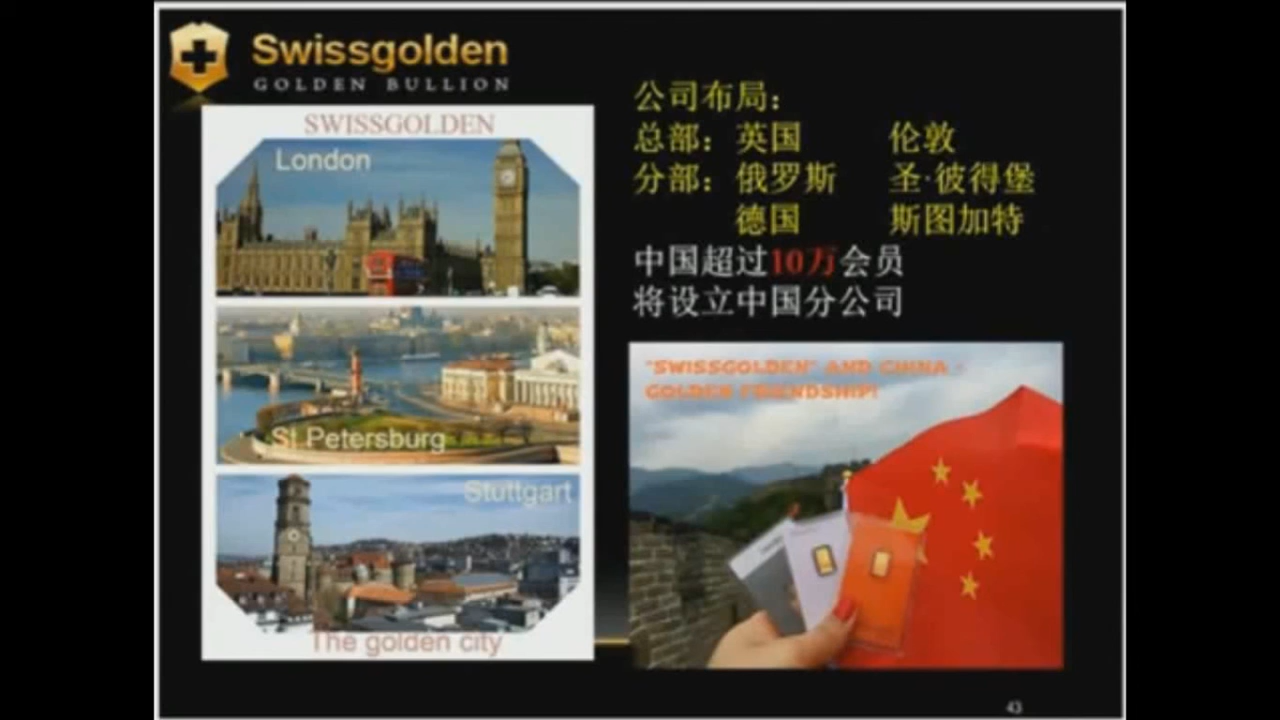 Swissgolden
GOLDEN BULLION
SWISSGOLDEN
London
St.Petersburg
Stuttgart
The golden city
公司布局：
总部：英国 伦敦
分部：俄罗斯 圣·彼得堡
德国 斯图加特
中国超过10万会员
将设立中国分公司
"SWISSGOLDEN" AND CHINA -
GOLDEN FRIENDSHIP!
43